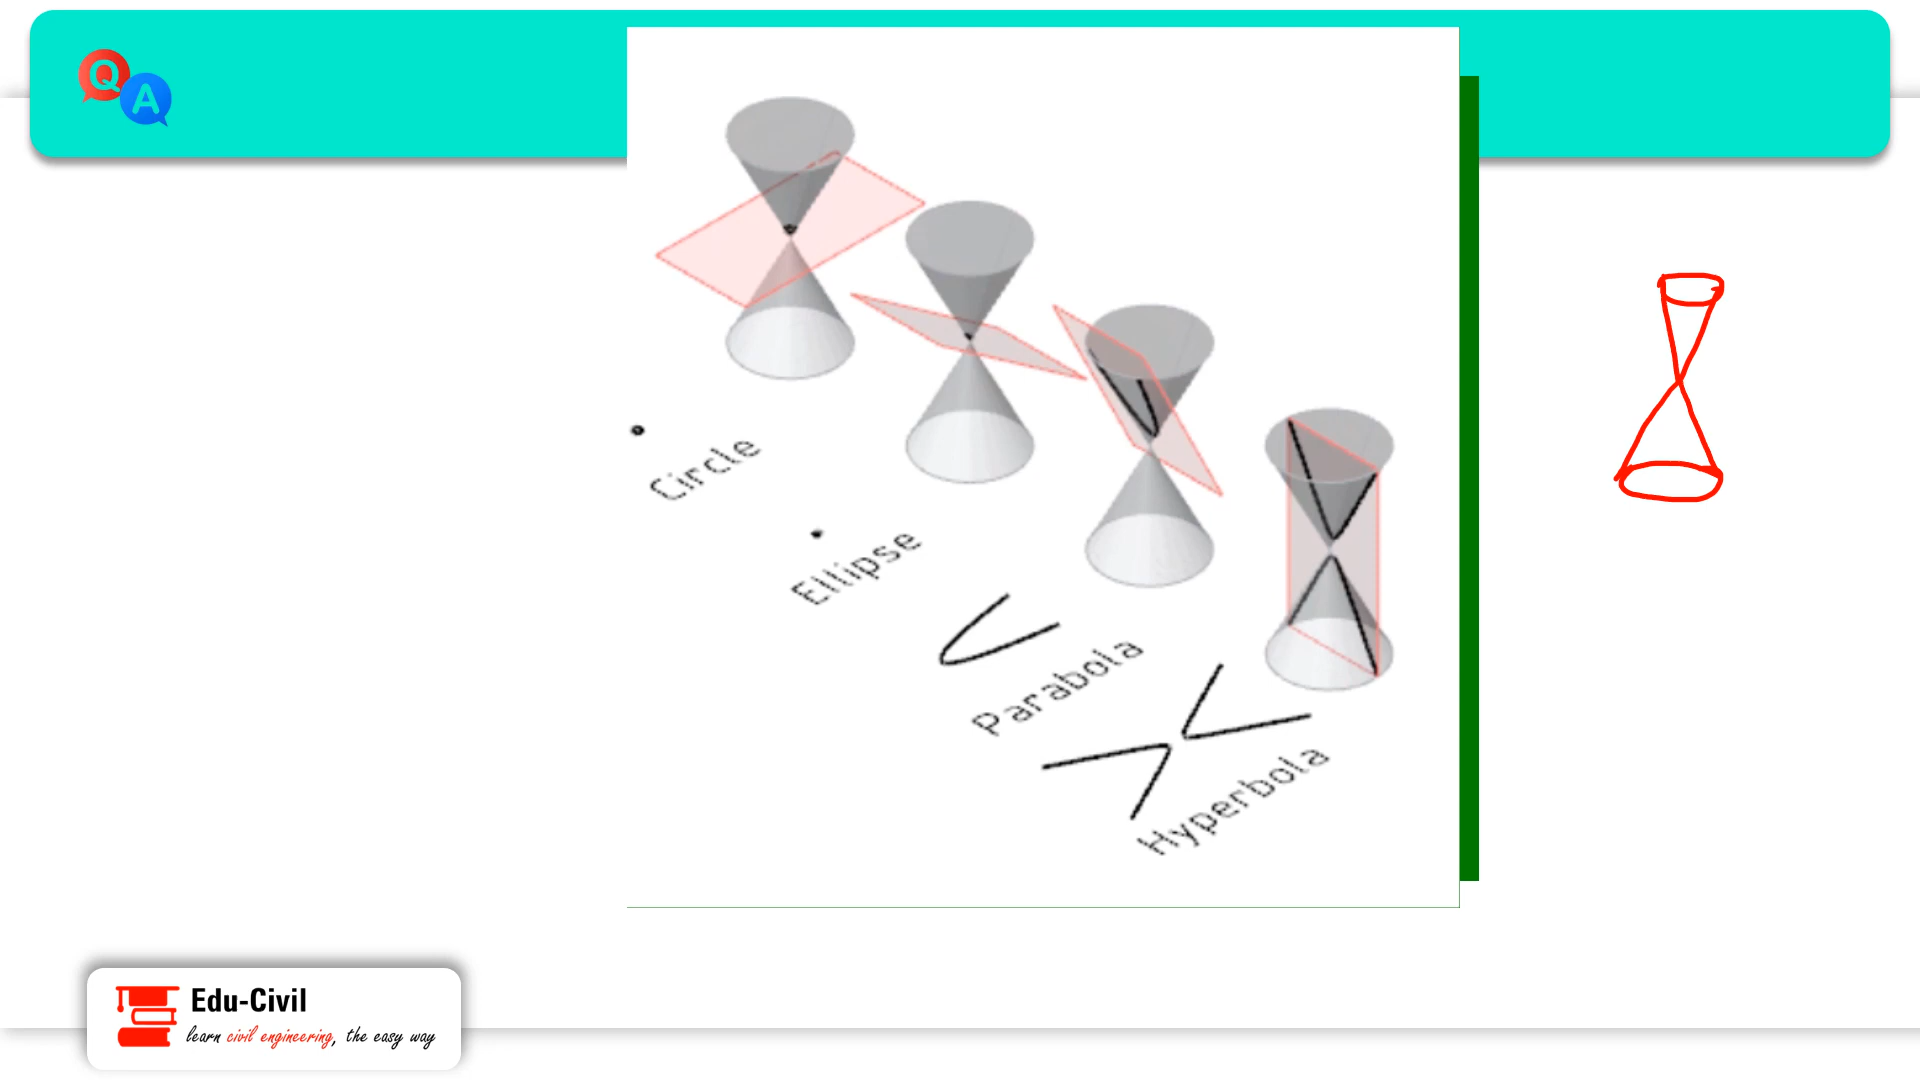 Q
A
Circle
Ellipse
Parabola
Hyperbola
Edu-Civil
learn civil engineering, the easy way